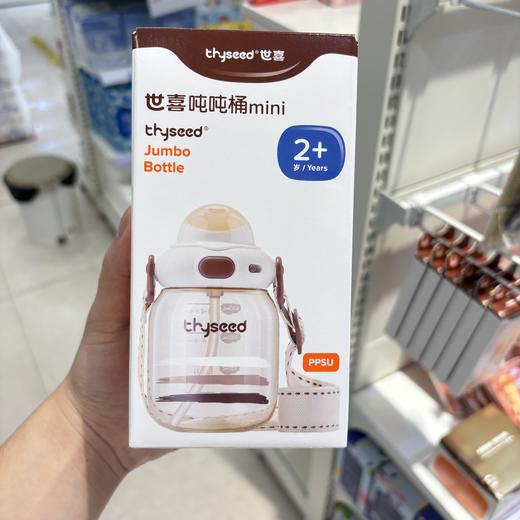 thyseed® 世喜
世喜吨吨桶mini
thyseed®
Jumbo
Bottle
2+
岁 / Years
thyseed
PPSU